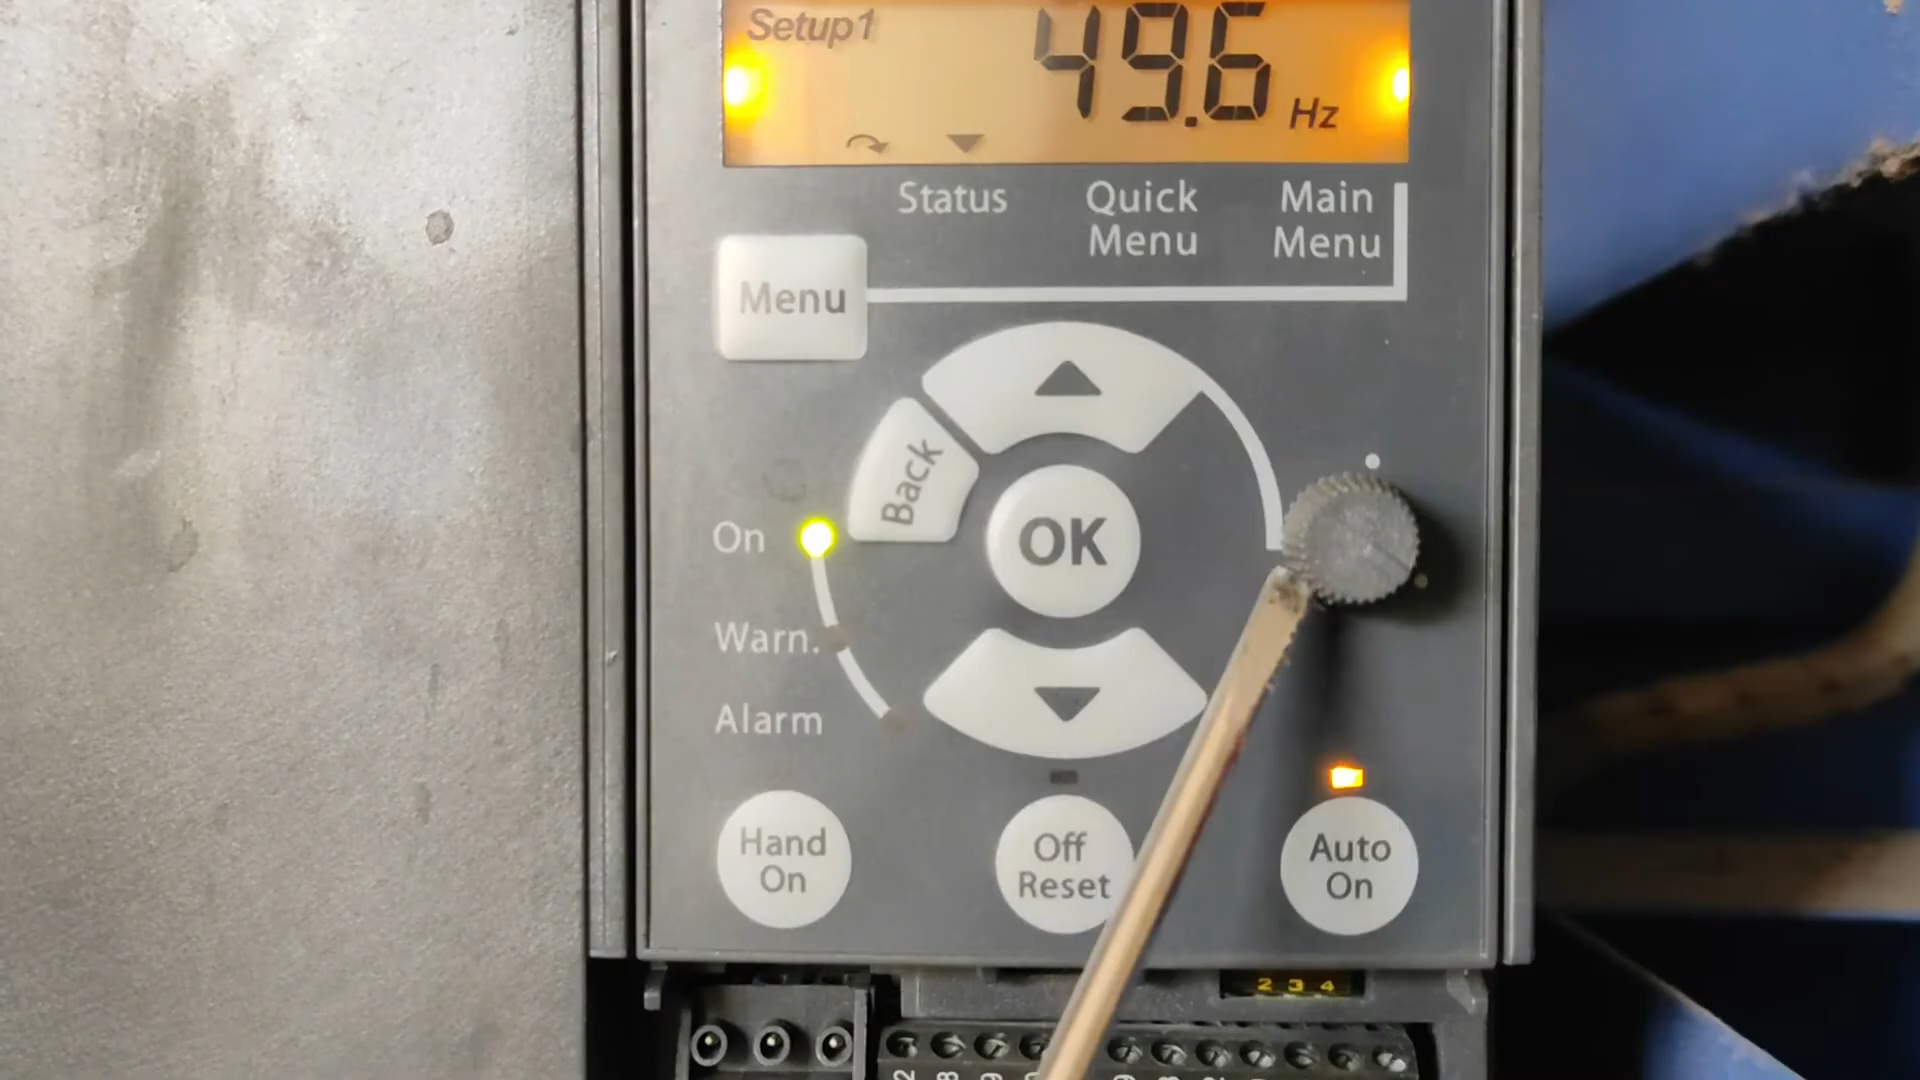 Setup1
49.6 Hz
Status
Quick
Menu
Main
Menu
Menu
Back
OK
On
Warn.
Alarm
Hand
On
Off
Reset
Auto
On
2 3 4